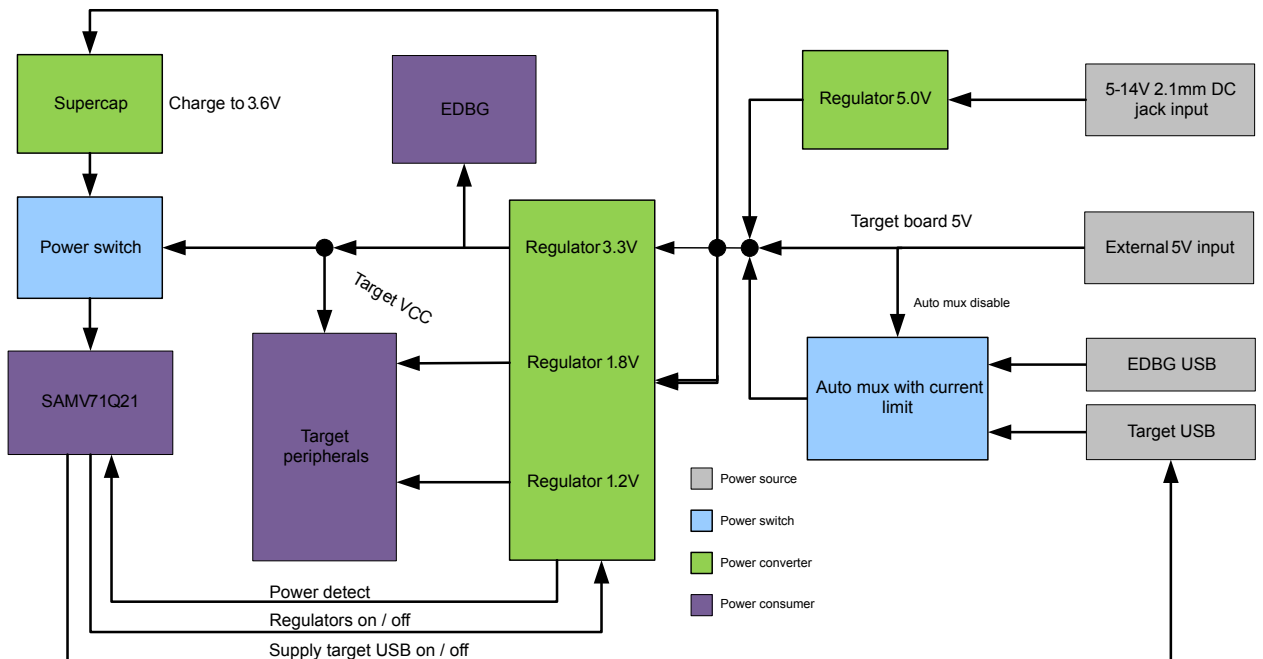 Supercap
Charge to 3.6V
EDBG
Regulator 5.0V
5-14V 2.1mm DC
jack input
Power switch
Regulator 3.3V
Target board 5V
External 5V input
Target VCC
Auto mux disable
SAMV71Q21
Target
peripherals
Regulator 1.8V
Auto mux with current
limit
EDBG USB
Target USB
Regulator 1.2V
Power source
Power switch
Power converter
Power consumer
Power detect
Regulators on / off
Supply target USB on / off